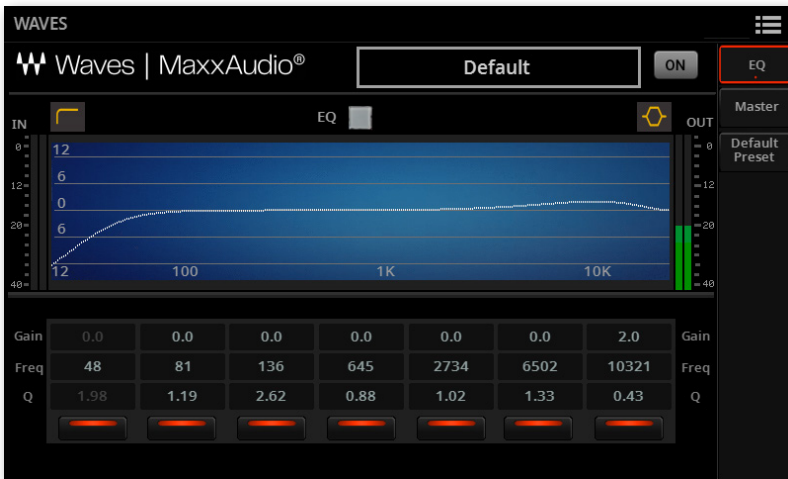 WAVES
Waves | MaxxAudio®
Default
ON
EQ
Master
Default
Preset
IN
EQ
OUT
0
12
20
40
12
6
0
6
12
100
1K
10K
0
12
20
40
Gain 0.0 0.0 0.0 0.0 0.0 0.0 2.0 Gain
Freq 48 81 136 645 2734 6502 10321 Freq
Q 1.98 1.19 2.62 0.88 1.02 1.33 0.43 Q